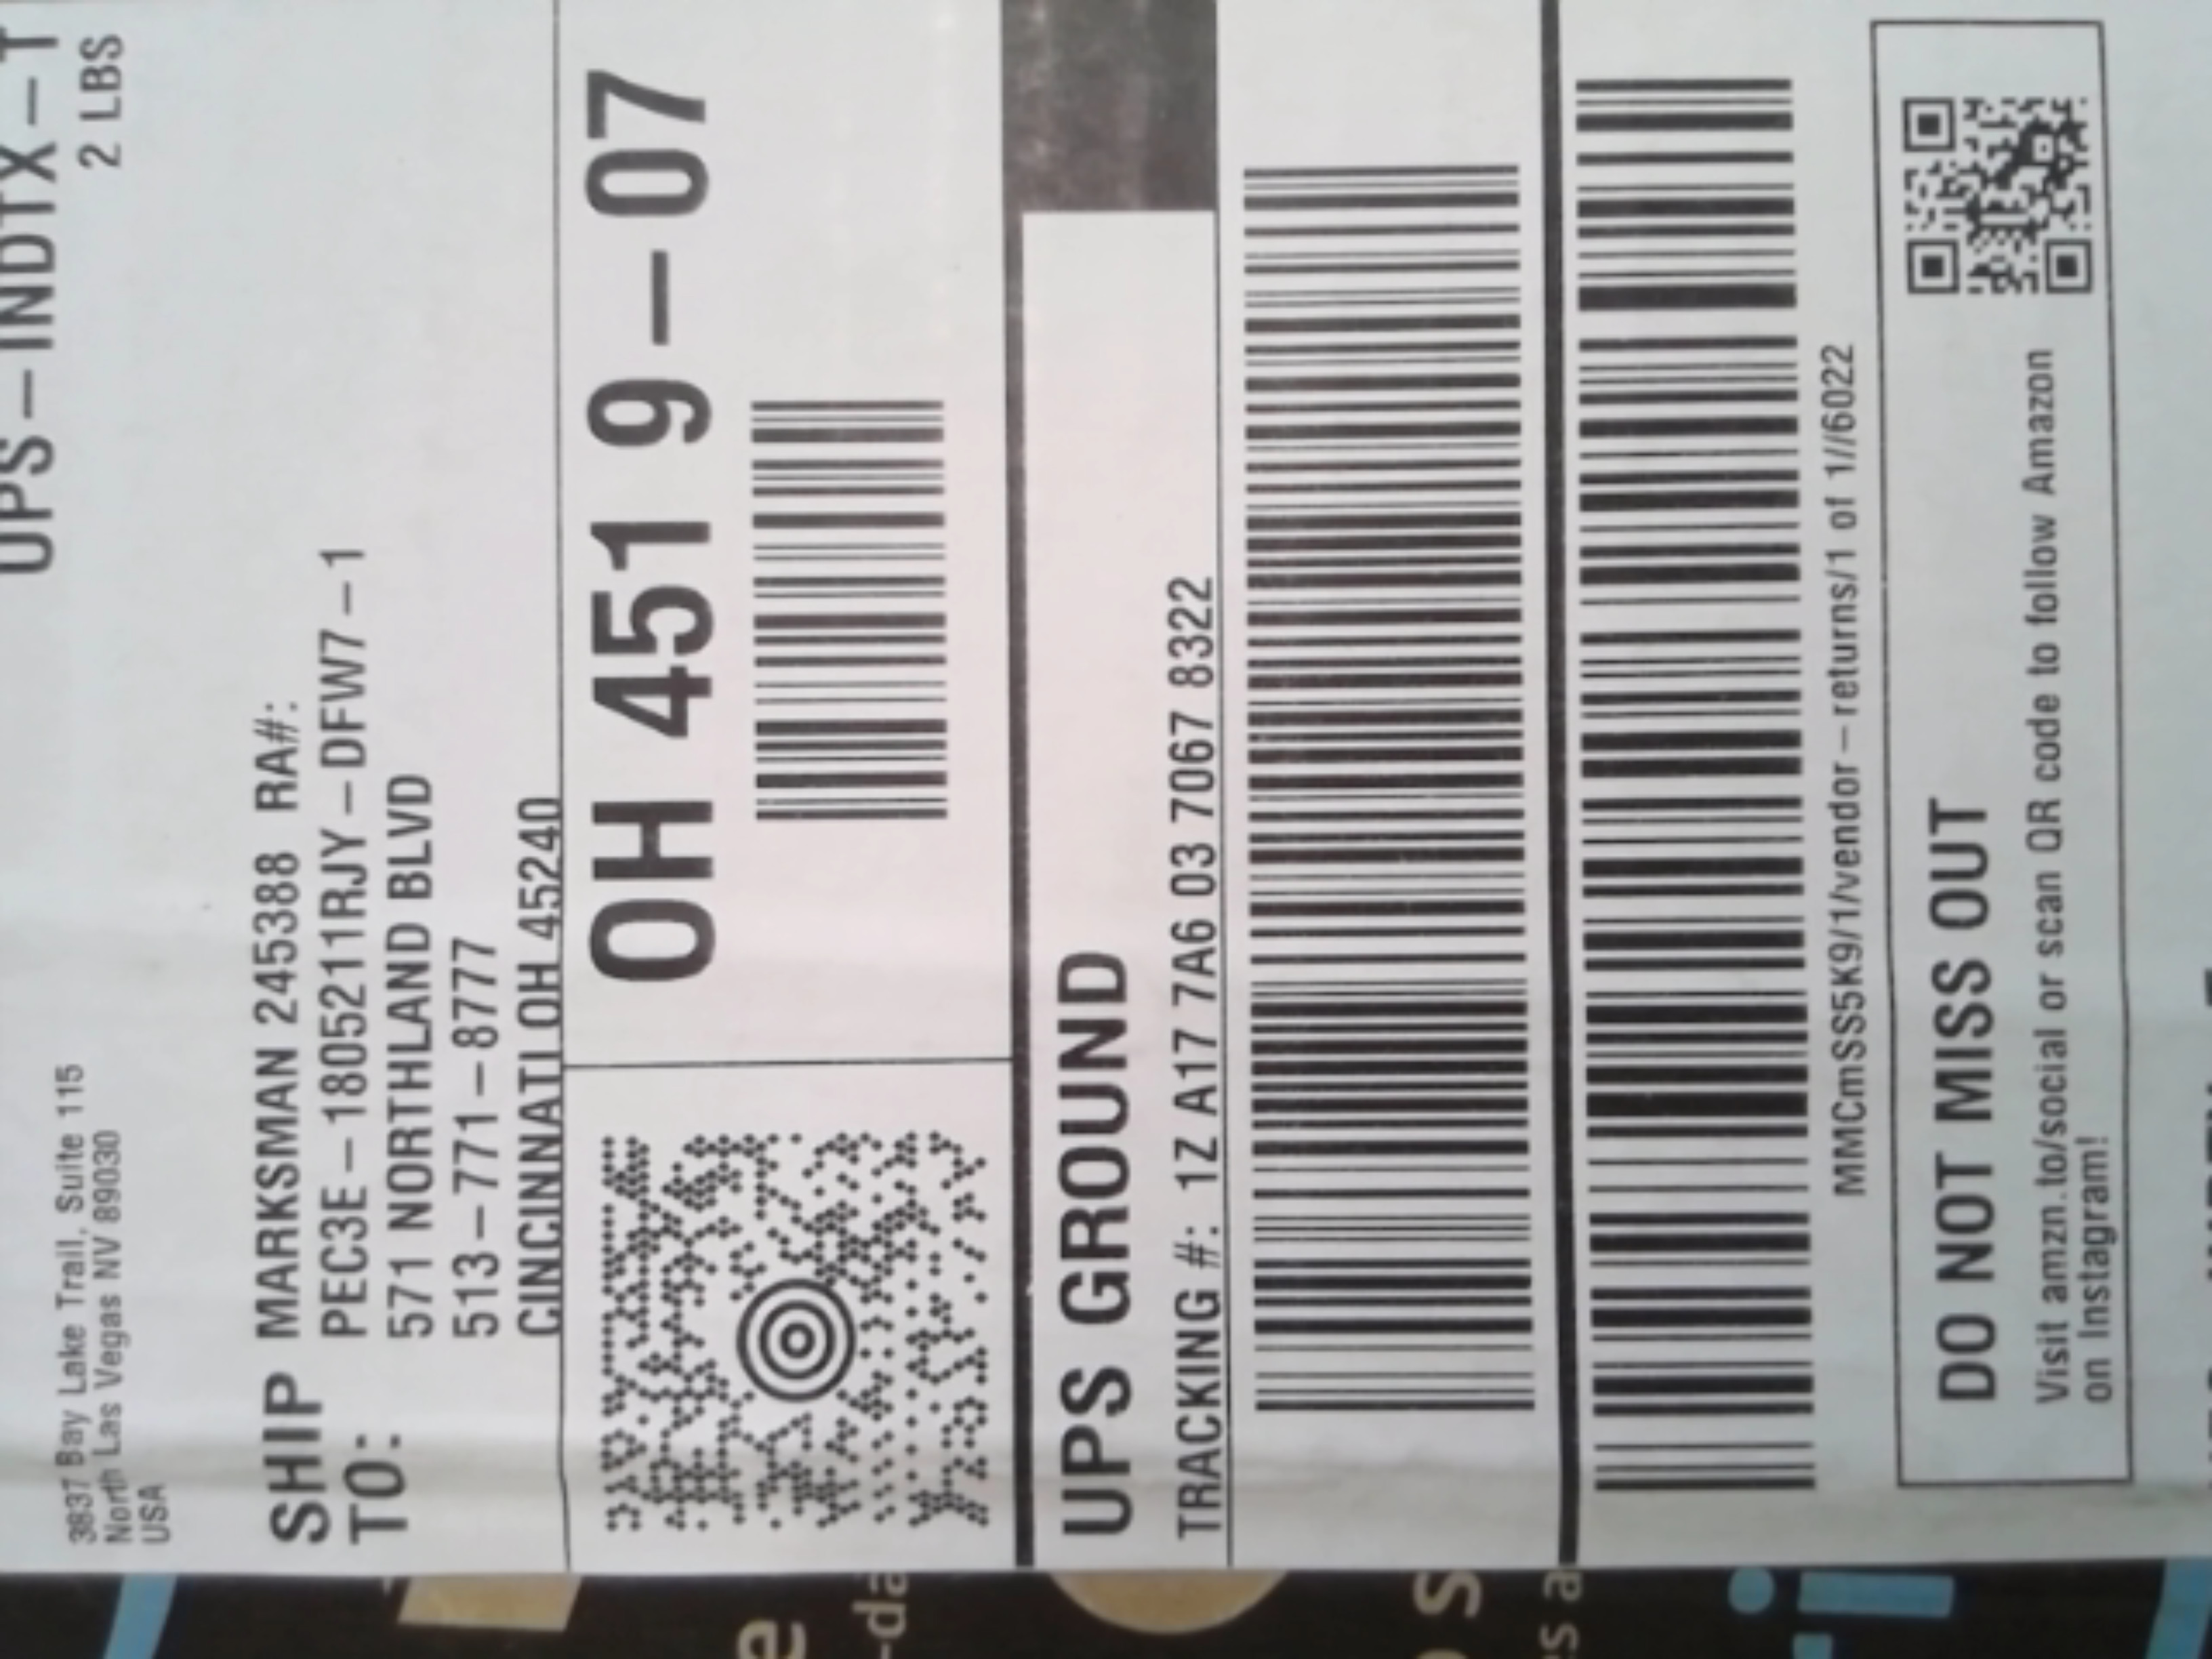 UPS-INDTX-T
2 LBS
3837 Bay Lake Trail, Suite 115
North Las Vegas NV 89030
USA
SHIP TO:
MARKSMAN 245388 RA#:
PEC3E-1805211RJY-DFW7-1
571 NORTHLAND BLVD
513-771-8777
CINCINNATI OH 45240
OH 451 9-07
UPS GROUND
TRACKING #: 1Z A17 7A6 03 7067 8322
MMCmSS5K9/1/vendor-returns/1 of 1//6022
DO NOT MISS OUT
Visit amzn.to/social or scan QR code to follow Amazon
on Instagram!
e
-da